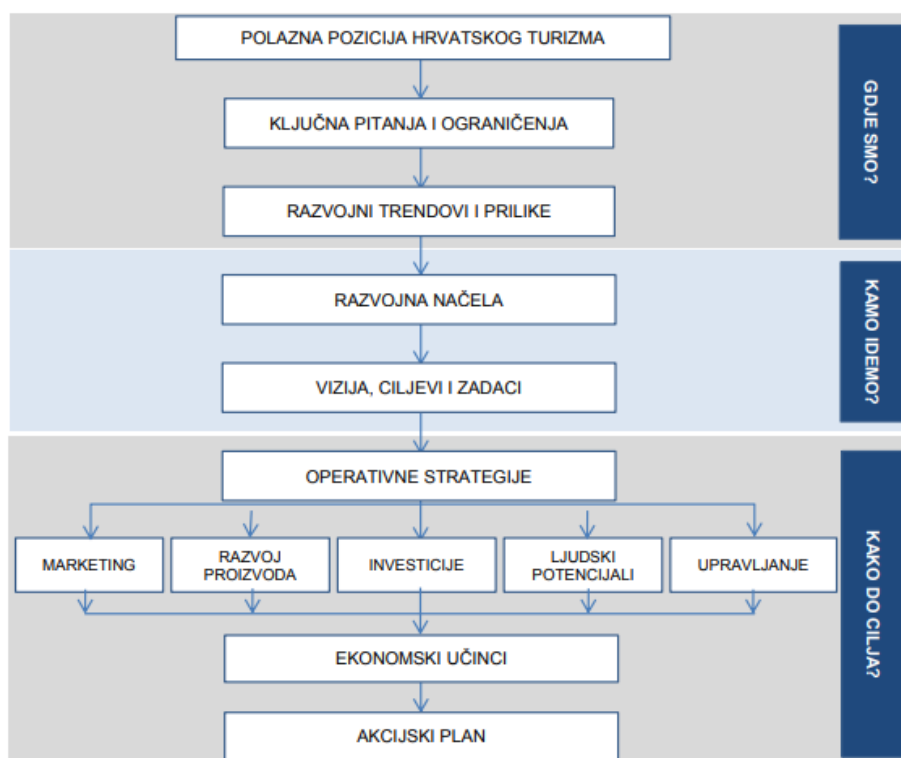 POLAZNA POZICIJA HRVATSKOG TURIZMA
KLJUČNA PITANJA I OGRANIČENJA
RAZVOJNI TRENDOVI I PRILIKE
GDJE SMO?
RAZVOJNA NAČELA
VIZIJA, CILJEVI I ZADACI
KAMO IDEMO?
OPERATIVNE STRATEGIJE
MARKETING
RAZVOJ
PROIZVODA
INVESTICIJE
LJUDSKI
POTENCIJALI
UPRAVLJANJE
EKONOMSKI UČINCI
AKCIJSKI PLAN
KAKO DO CILJA?